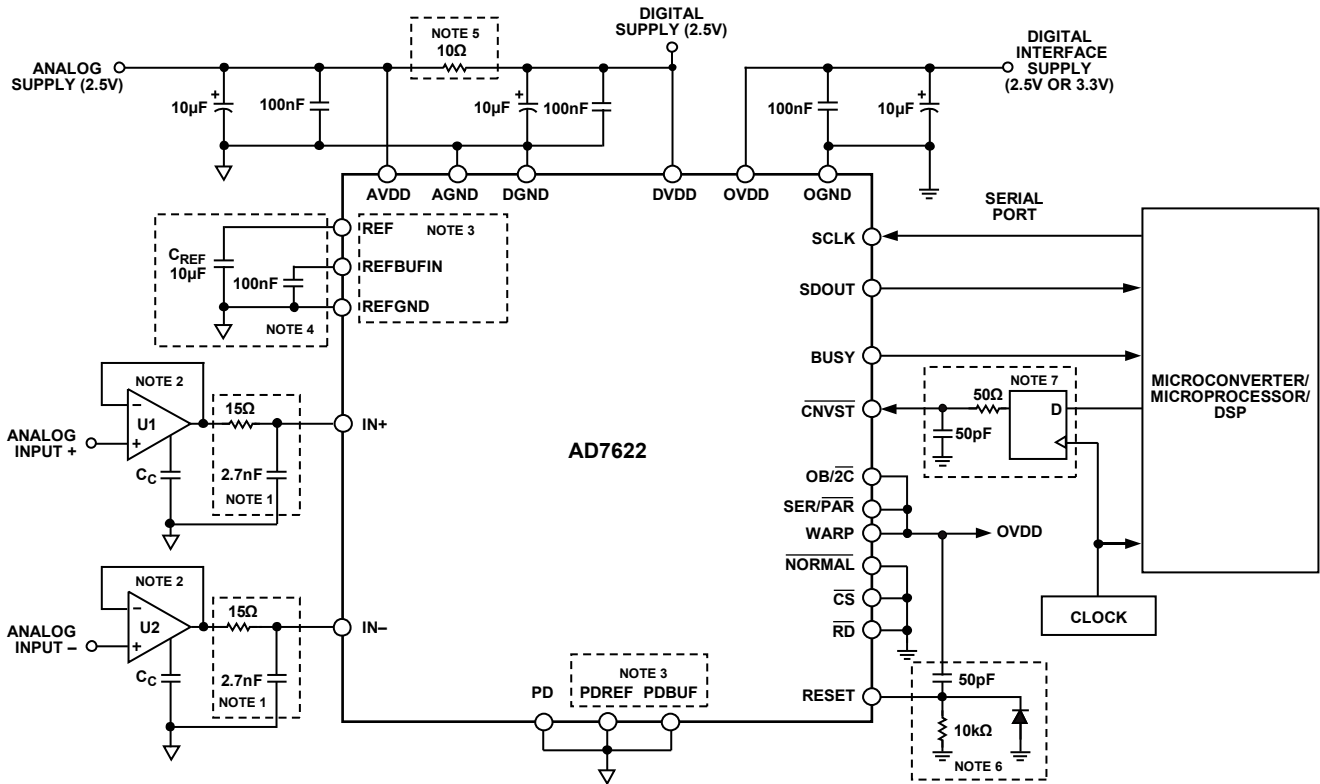 ANALOG
SUPPLY (2.5V)
NOTE 5
10Ω
DIGITAL
SUPPLY (2.5V)
DIGITAL
INTERFACE
SUPPLY
(2.5V OR 3.3V)
10µF
+
100nF
10µF
+
100nF
100nF
10µF
+
AVDD
AGND
DGND
DVDD
OVDD
OGND
CREF
10µF
100nF
NOTE 4
REF
REFBUFIN
REFGND
NOTE 3
SERIAL
PORT
SCLK
SDOUT
BUSY
CNVST
NOTE 7
50Ω
50pF
D
MICROCONVERTER/
MICROPROCESSOR/
DSP
CLOCK
NOTE 2
–
U1
+
ANALOG
INPUT +
CC
15Ω
2.7nF
NOTE 1
IN+
AD7622
OB/2C
SER/PAR
WARP
OVDD
NORMAL
CS
RD
NOTE 2
–
U2
+
ANALOG
INPUT –
CC
15Ω
2.7nF
NOTE 1
IN–
PD
NOTE 3
PDREF
PDBUF
RESET
50pF
10kΩ
NOTE 6